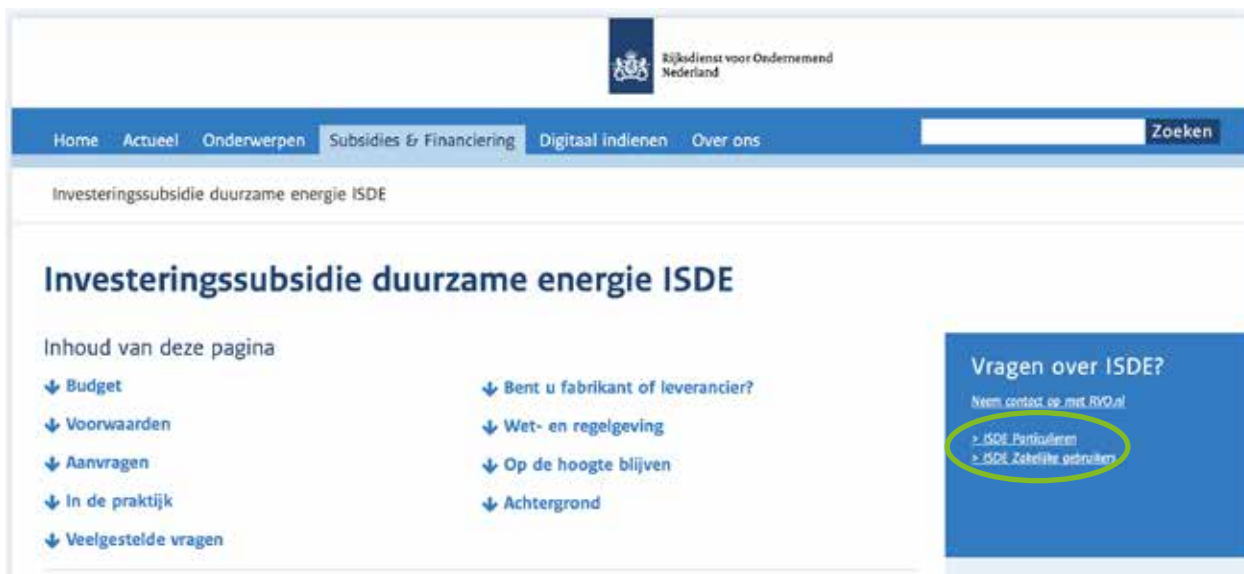 Rijksdienst voor Ondernemend
Nederland
Home Actueel Onderwerpen Subsidies & Financiering Digitaal indienen Over ons Zoeken
Investeringssubsidie duurzame energie ISDE
Investeringssubsidie duurzame energie ISDE
Inhoud van deze pagina
Budget
Voorwaarden
Aanvragen
In de praktijk
Veelgestelde vragen
Bent u fabrikant of leverancier?
Wet- en regelgeving
Op de hoogte blijven
Achtergrond
Vragen over ISDE?
Neem contact op met RVO.nl
> ISDE Particulieren
> ISDE Zakelijke gebruikers